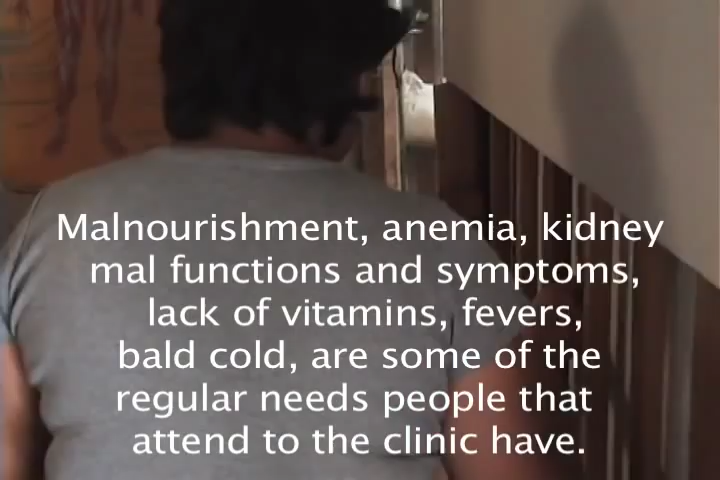 Malnourishment, anemia, kidney
mal functions and symptoms,
lack of vitamins, fevers,
bald cold, are some of the
regular needs people that
attend to the clinic have.